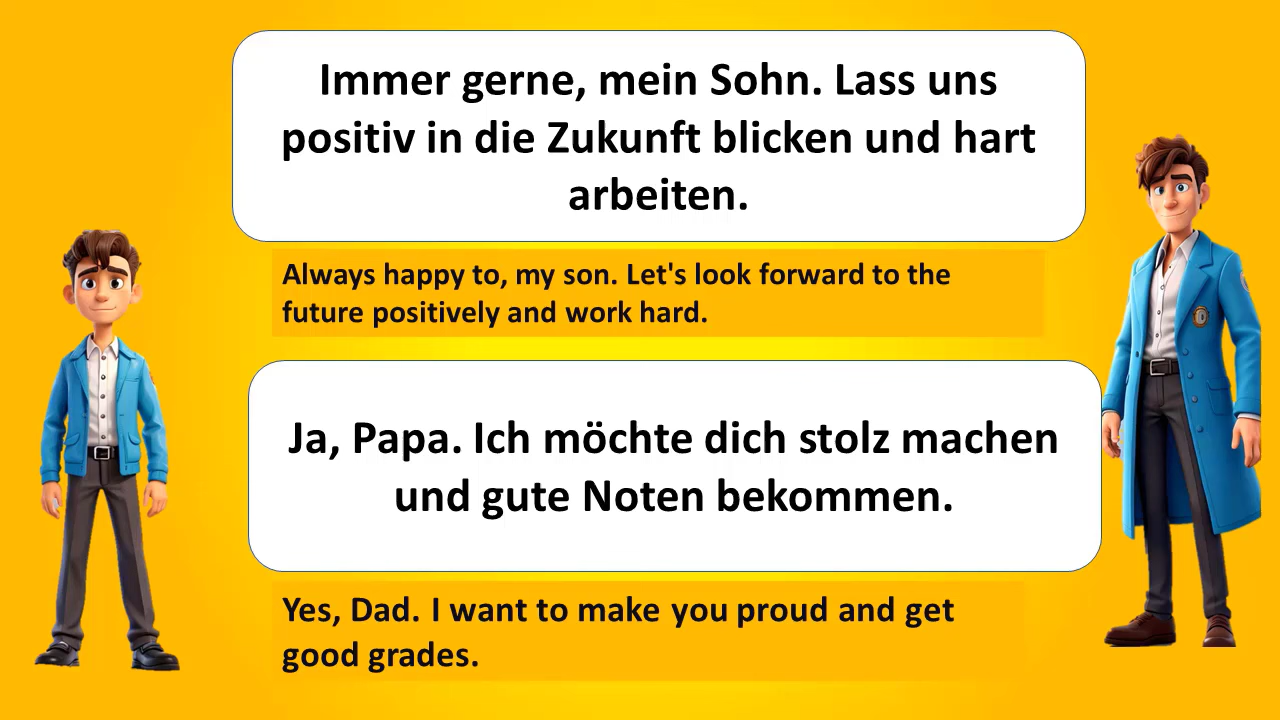 Immer gerne, mein Sohn. Lass uns
positiv in die Zukunft blicken und hart
arbeiten.
Always happy to, my son. Let's look forward to the
future positively and work hard.
Ja, Papa. Ich möchte dich stolz machen
und gute Noten bekommen.
Yes, Dad. I want to make you proud and get
good grades.